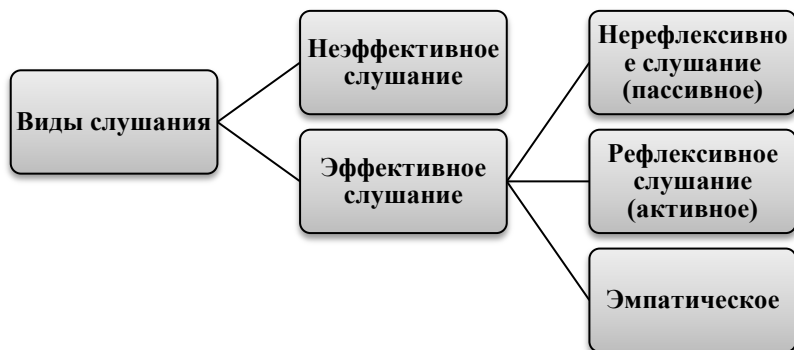 Виды слушания
Неэффективное
слушание
Эффективное
слушание
Нерефлексивно
е слушание
(пассивное)
Рефлексивное
слушание
(активное)
Эмпатическое